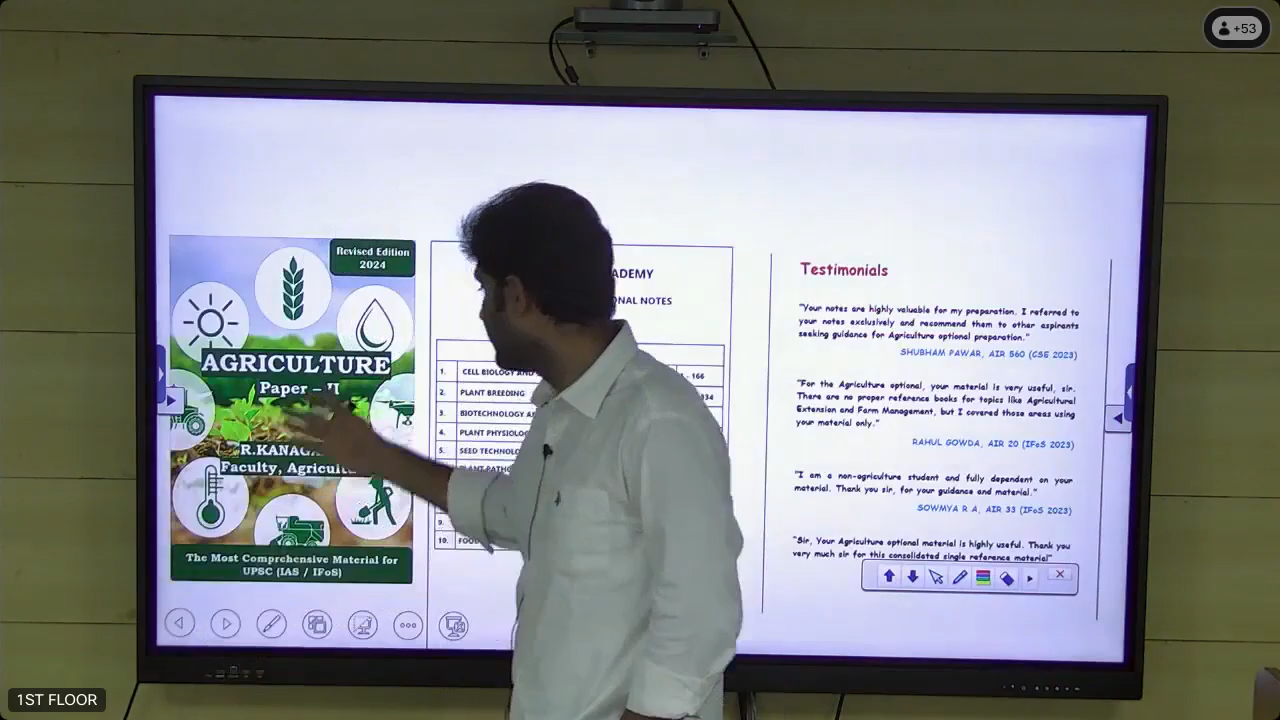 +53
Revised Edition
2024
AGRICULTURE
Paper – II
Faculty,
The Most Comprehensive Material for
UPSC (IAS / IFoS)
NOTES
1. CELL BIOLOGY AND - 166
2. PLANT BREEDING
3. BIOTECHNOLOGY
4. PLANT
5. SEED
9.
10.
Testimonials
"Your notes are highly valuable for my preparation. I referred to
your notes exclusively and recommend them to other aspirants
seeking guidance for Agriculture optional preparation."
SHUBHAM PAWAR, AIR 560 (CSE 2023)
"For the Agriculture optional, your material is very useful, sir.
There are no proper reference books for topics like Agricultural
Extension and Farm Management, but I covered those areas using
your material only."
RAHUL GOWDA, AIR 20 (IFoS 2023)
"I am a non-agriculture student and fully dependent on your
material. Thank you sir, for your guidance and material."
SOWMYA R A, AIR 33 (IFoS 2023)
"Sir, Your Agriculture optional material is highly useful. Thank you
very much sir for this consolidated single reference material"
1ST FLOOR